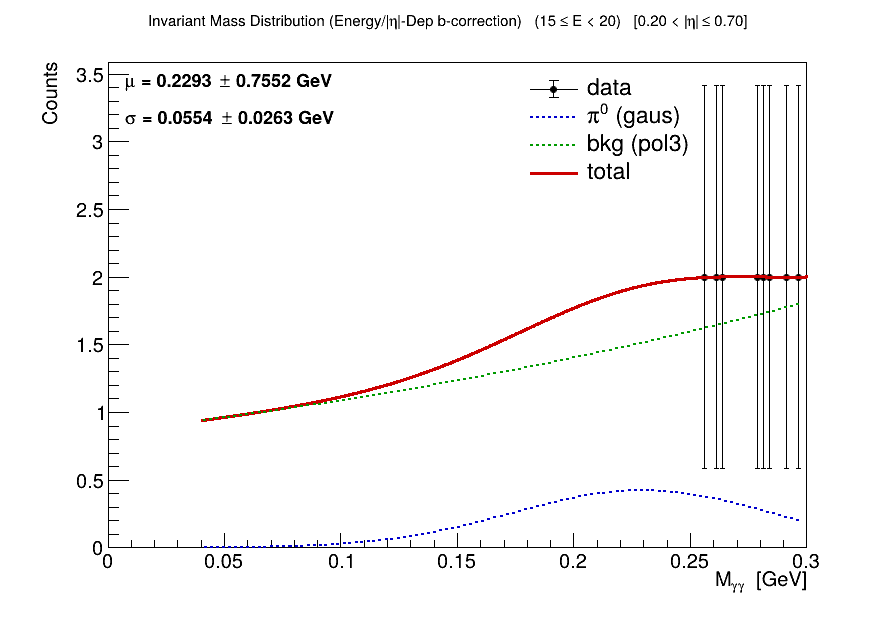 Invariant Mass Distribution (Energy/|η|-Dep b-correction) (15 ≤ E < 20) [0.20 < |η| ≤ 0.70]
Counts
μ = 0.2293 ± 0.7552 GeV
σ = 0.0554 ± 0.0263 GeV
data
π⁰ (gaus)
bkg (pol3)
total
3.5
3
2.5
2
1.5
1
0.5
0
0 0.05 0.1 0.15 0.2 0.25 0.3
Mγγ [GeV]